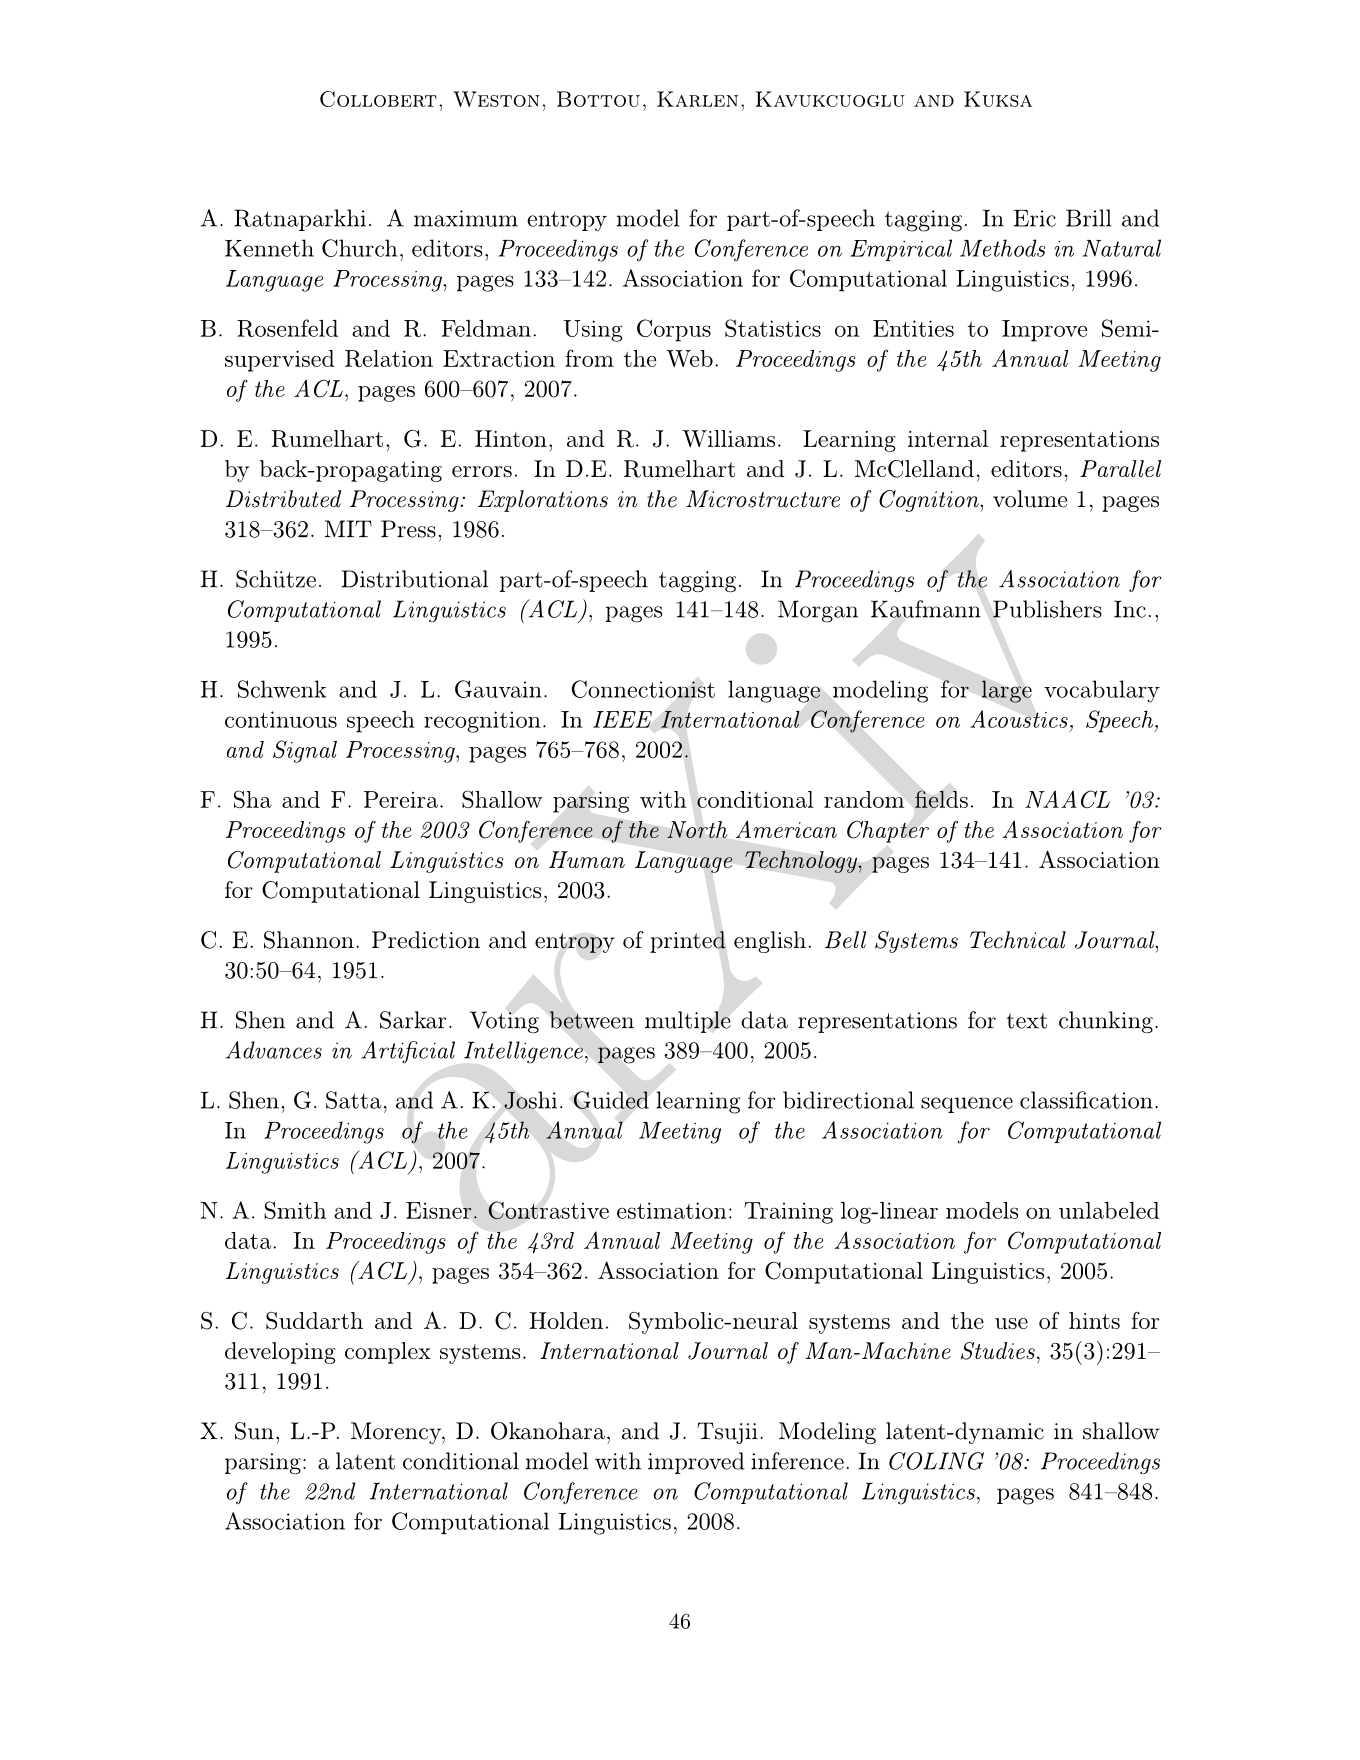 COLLOBERT, WESTON, BOTTOU, KARLEN, KAVUKCUOGLU AND KUKSA
A. Ratnaparkhi. A maximum entropy model for part-of-speech tagging. In Eric Brill and
Kenneth Church, editors, Proceedings of the Conference on Empirical Methods in Natural
Language Processing, pages 133–142. Association for Computational Linguistics, 1996.
B. Rosenfeld and R. Feldman. Using Corpus Statistics on Entities to Improve Semi-
supervised Relation Extraction from the Web. Proceedings of the 45th Annual Meeting
of the ACL, pages 600–607, 2007.
D. E. Rumelhart, G. E. Hinton, and R. J. Williams. Learning internal representations
by back-propagating errors. In D.E. Rumelhart and J. L. McClelland, editors, Parallel
Distributed Processing: Explorations in the Microstructure of Cognition, volume 1, pages
318–362. MIT Press, 1986.
H. Schütze. Distributional part-of-speech tagging. In Proceedings of the Association for
Computational Linguistics (ACL), pages 141–148. Morgan Kaufmann Publishers Inc.,
1995.
H. Schwenk and J. L. Gauvain. Connectionist language modeling for large vocabulary
continuous speech recognition. In IEEE International Conference on Acoustics, Speech,
and Signal Processing, pages 765–768, 2002.
F. Sha and F. Pereira. Shallow parsing with conditional random fields. In NAACL ’03:
Proceedings of the 2003 Conference of the North American Chapter of the Association for
Computational Linguistics on Human Language Technology, pages 134–141. Association
for Computational Linguistics, 2003.
C. E. Shannon. Prediction and entropy of printed english. Bell Systems Technical Journal,
30:50–64, 1951.
H. Shen and A. Sarkar. Voting between multiple data representations for text chunking.
Advances in Artificial Intelligence, pages 389–400, 2005.
L. Shen, G. Satta, and A. K. Joshi. Guided learning for bidirectional sequence classification.
In Proceedings of the 45th Annual Meeting of the Association for Computational
Linguistics (ACL), 2007.
N. A. Smith and J. Eisner. Contrastive estimation: Training log-linear models on unlabeled
data. In Proceedings of the 43rd Annual Meeting of the Association for Computational
Linguistics (ACL), pages 354–362. Association for Computational Linguistics, 2005.
S. C. Suddarth and A. D. C. Holden. Symbolic-neural systems and the use of hints for
developing complex systems. International Journal of Man-Machine Studies, 35(3):291–
311, 1991.
X. Sun, L.-P. Morency, D. Okanohara, and J. Tsujii. Modeling latent-dynamic in shallow
parsing: a latent conditional model with improved inference. In COLING ’08: Proceedings
of the 22nd International Conference on Computational Linguistics, pages 841–848.
Association for Computational Linguistics, 2008.
46
arXiv